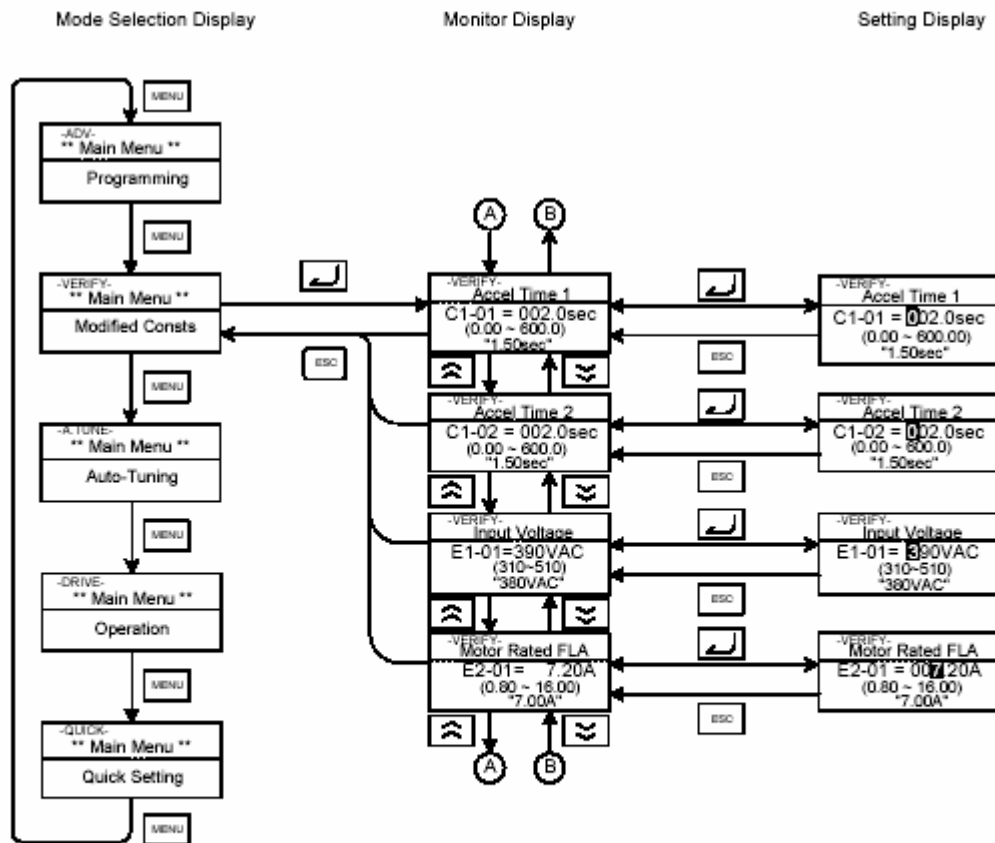 Mode Selection Display
Monitor Display
Setting Display
MENU
-ADV-
** Main Menu **
Programming
MENU
-VERIFY-
** Main Menu **
Modified Consts
MENU
-A.TUNE-
** Main Menu **
Auto-Tuning
MENU
-DRIVE-
** Main Menu **
Operation
MENU
-QUICK-
** Main Menu **
Quick Setting
MENU
ESC
A
B
-VERIFY-
Accel Time 1
C1-01 = 002.0sec
(0.00 ~ 600.0)
"1.50sec"
-VERIFY-
Accel Time 2
C1-02 = 002.0sec
(0.00 ~ 600.0)
"1.50sec"
-VERIFY-
Input Voltage
E1-01=390VAC
(310~510)
"380VAC"
-VERIFY-
Motor Rated FLA
E2-01= 7.20A
(0.80 ~ 16.00)
"7.00A"
A
B
ESC
ESC
ESC
ESC
-VERIFY-
Accel Time 1
C1-01 = 002.0sec
(0.00 ~ 600.00)
"1.50sec"
-VERIFY-
Accel Time 2
C1-02 = 002.0sec
(0.00 ~ 600.0)
"1.50sec"
-VERIFY-
Input Voltage
E1-01= 390VAC
(310~510)
"380VAC"
-VERIFY-
Motor Rated FLA
E2-01 = 007.20A
(0.80 ~ 16.00)
"7.00A"